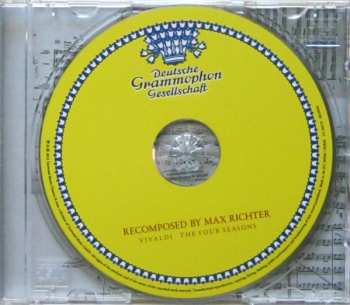 Deutsche
Grammophon
Gesellschaft
RECOMPOSED BY MAX RICHTER
VIVALDI · THE FOUR SEASONS